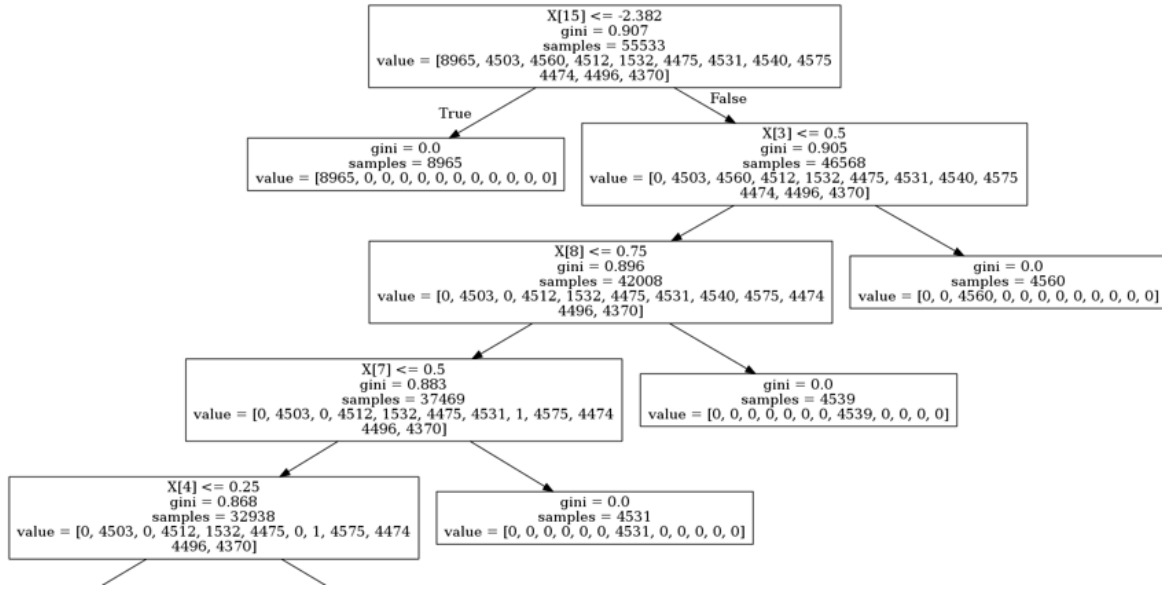 X[15] <= -2.382
gini = 0.907
samples = 55533
value = [8965, 4503, 4560, 4512, 1532, 4475, 4531, 4540, 4575
4474, 4496, 4370]
True
False
gini = 0.0
samples = 8965
value = [8965, 0, 0, 0, 0, 0, 0, 0, 0, 0, 0, 0]
X[3] <= 0.5
gini = 0.905
samples = 46568
value = [0, 4503, 4560, 4512, 1532, 4475, 4531, 4540, 4575
4474, 4496, 4370]
X[8] <= 0.75
gini = 0.896
samples = 42008
value = [0, 4503, 0, 4512, 1532, 4475, 4531, 4540, 4575, 4474
4496, 4370]
gini = 0.0
samples = 4560
value = [0, 0, 4560, 0, 0, 0, 0, 0, 0, 0, 0, 0]
X[7] <= 0.5
gini = 0.883
samples = 37469
value = [0, 4503, 0, 4512, 1532, 4475, 4531, 1, 4575, 4474
4496, 4370]
gini = 0.0
samples = 4539
value = [0, 0, 0, 0, 0, 0, 0, 4539, 0, 0, 0, 0]
X[4] <= 0.25
gini = 0.868
samples = 32938
value = [0, 4503, 0, 4512, 1532, 4475, 0, 1, 4575, 4474
4496, 4370]
gini = 0.0
samples = 4531
value = [0, 0, 0, 0, 0, 0, 4531, 0, 0, 0, 0, 0]